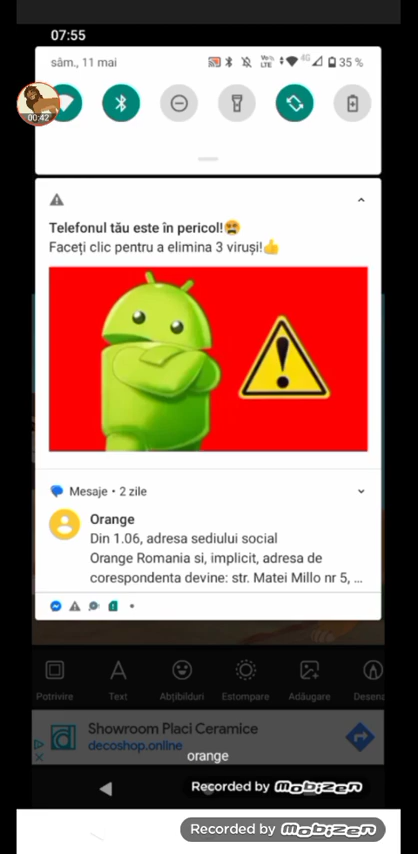 07:55
sâm., 11 mai
Vo))
LTE
4G
35 %
00:42
Telefonul tău este în pericol!😫
Faceți clic pentru a elimina 3 viruși!👍
Mesaje • 2 zile
Orange
Din 1.06, adresa sediului social
Orange Romania si, implicit, adresa de
corespondenta devine: str. Matei Millo nr 5, ...
Potrivire Text Abțibilduri Estompare Adăugare Desena
Showroom Placi Ceramice
decoshop.online
orange
Recorded by mobizen
Recorded by mobizen